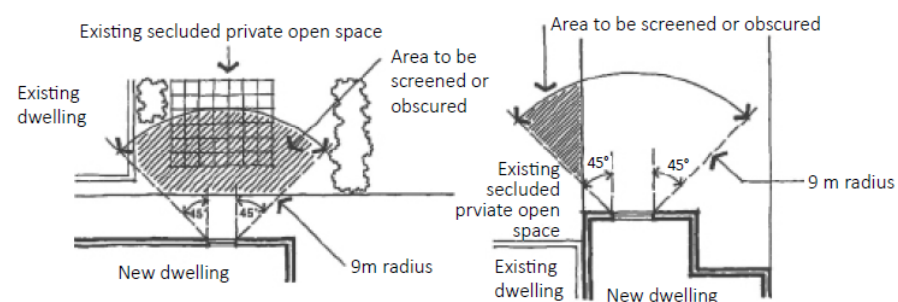 Existing secluded private open space
Area to be
screened or
obscured
Existing
dwelling
45°
45°
New dwelling
9m radius
Area to be screened or obscured
45°
45°
Existing
secluded
prviate open
space
9 m radius
Existing
dwelling
New dwelling